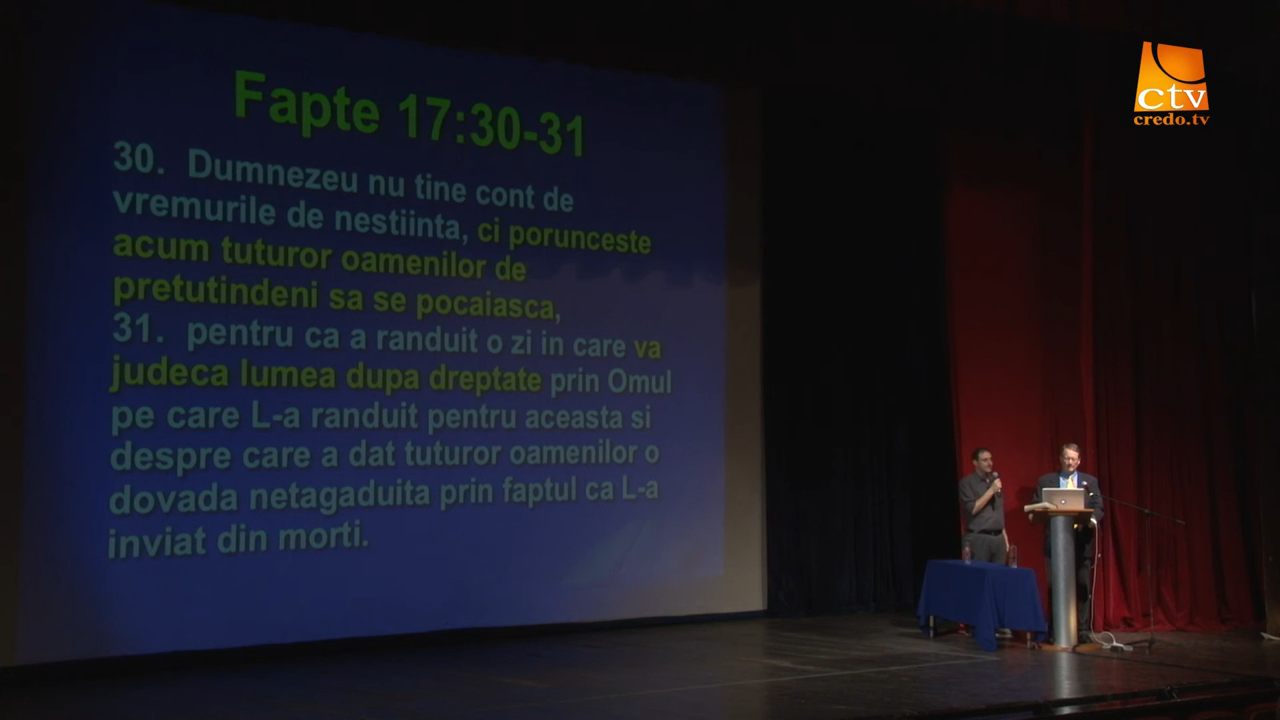 Fapte 17:30-31
30. Dumnezeu nu tine cont de
vremurile de nestiinta, ci porunceste
acum tuturor oamenilor de
pretutindeni sa se pocaiasca,
31. pentru ca a randuit o zi in care va
judeca lumea dupa dreptate prin Omul
pe care L-a randuit pentru aceasta si
despre care a dat tuturor oamenilor o
dovada netagaduita prin faptul ca L-a
inviat din morti.
ctv
credo.tv